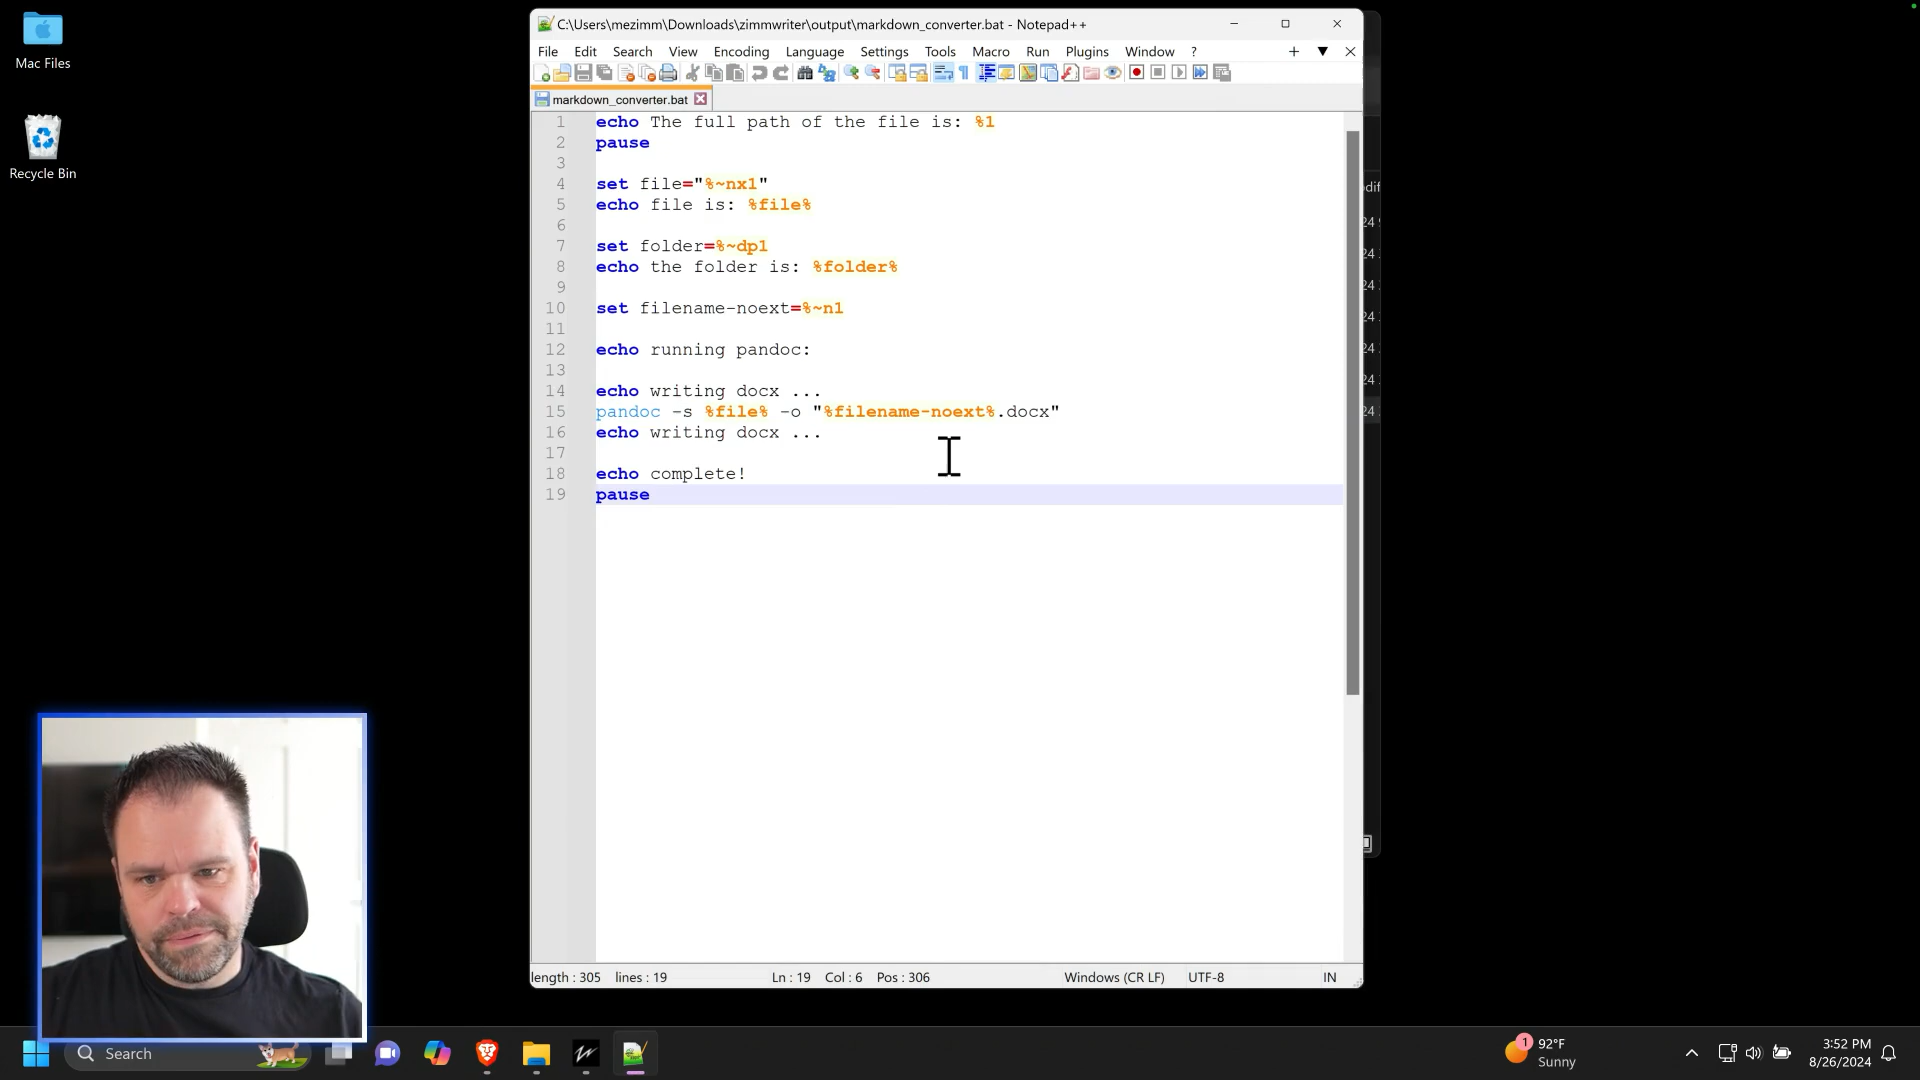 Mac Files
Recycle Bin
C:\Users\mezimm\Downloads\zimmwriter\output\markdown_converter.bat - Notepad++
File Edit Search View Encoding Language Settings Tools Macro Run Plugins Window ?
markdown_converter.bat
1 echo The full path of the file is: %1
2 pause
3
4 set file="%~nx1"
5 echo file is: %file%
6
7 set folder=%~dp1
8 echo the folder is: %folder%
9
10 set filename-noext=%~n1
11
12 echo running pandoc:
13
14 echo writing docx ...
15 pandoc -s %file% -o "%filename-noext%.docx"
16 echo writing docx ...
17
18 echo complete!
19 pause
length : 305 lines : 19 Ln : 19 Col : 6 Pos : 306 Windows (CR LF) UTF-8 IN
Search
1
92°F
Sunny
3:52 PM
8/26/2024